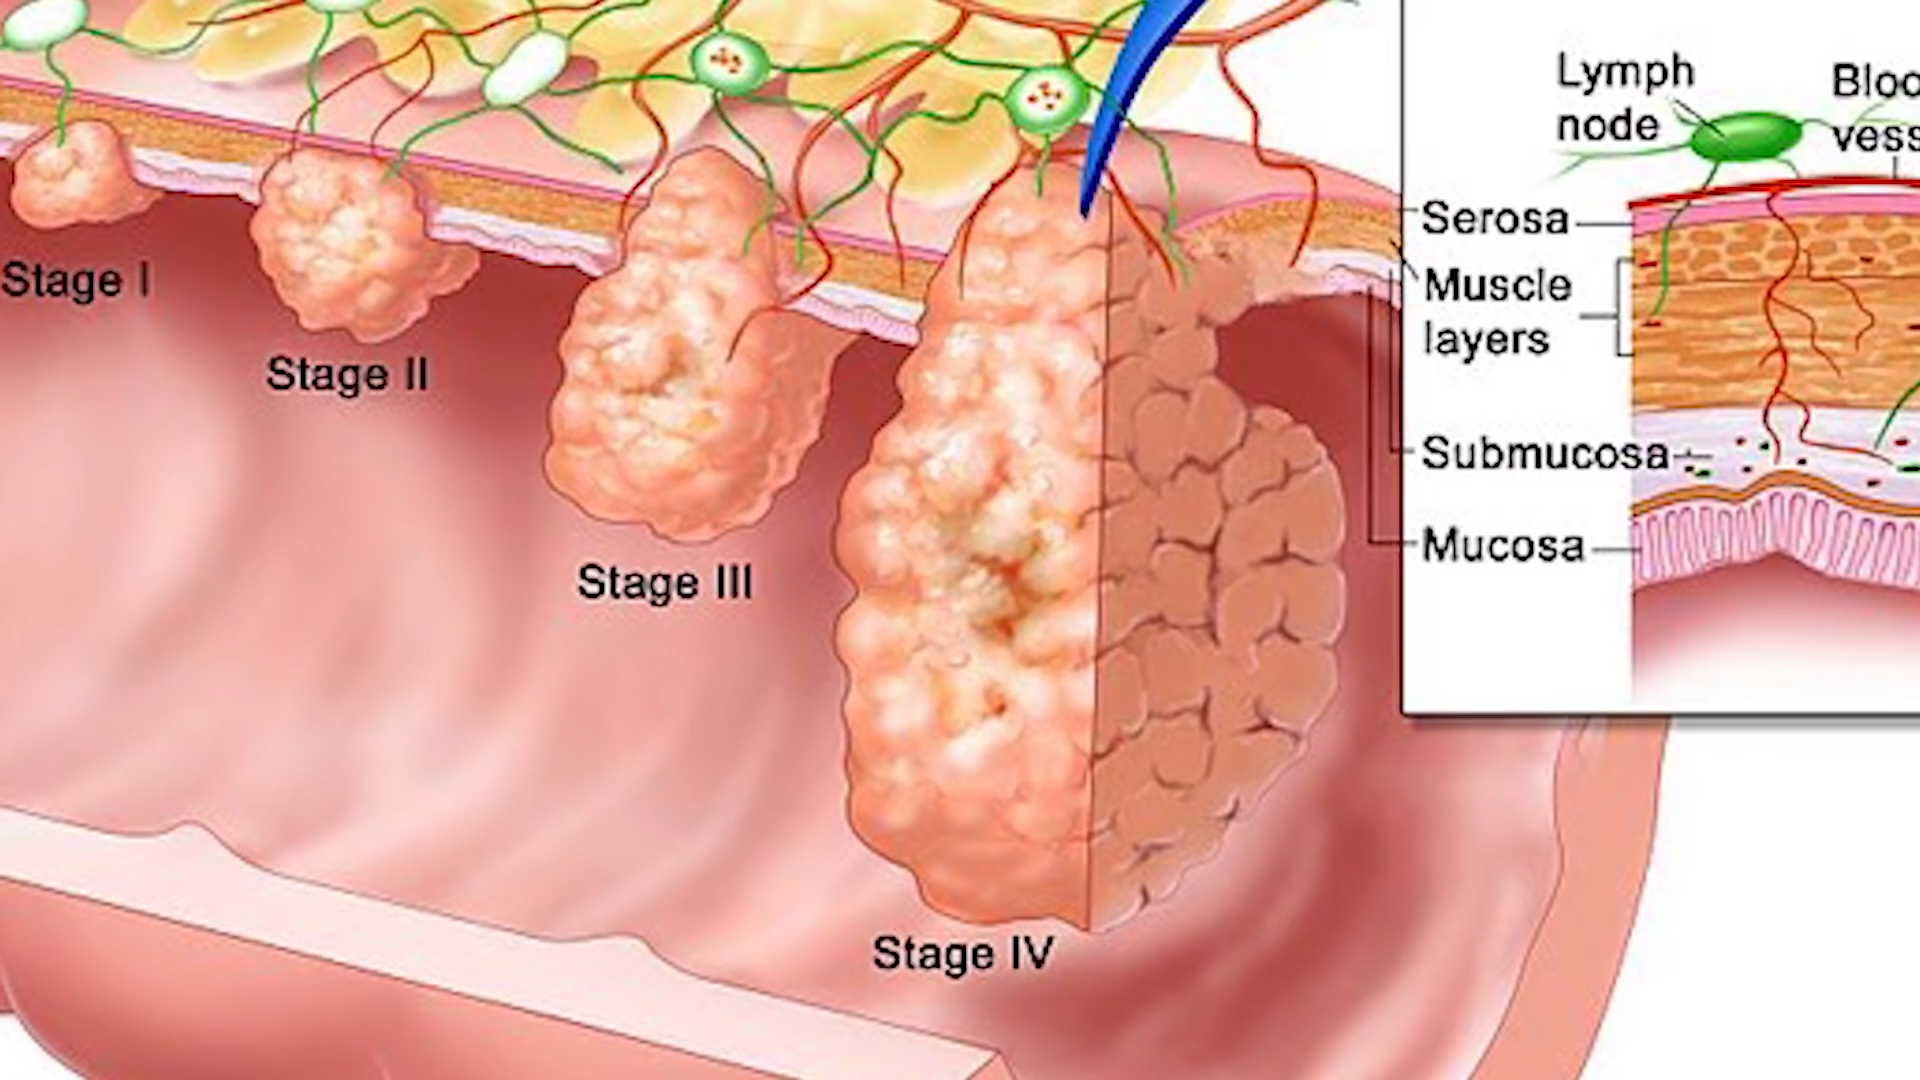 Stage I
Stage II
Stage III
Stage IV
Lymph
node
Serosa
Muscle
layers
Submucosa
Mucosa